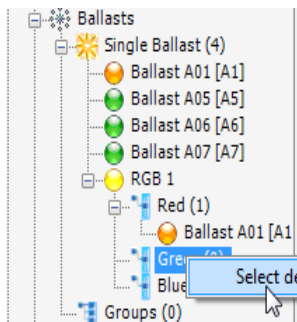 Ballasts
Single Ballast (4)
Ballast A01 [A1]
Ballast A05 [A5]
Ballast A06 [A6]
Ballast A07 [A7]
RGB 1
Red (1)
Ballast A01 [A1
Select de
Blue
Groups (0)